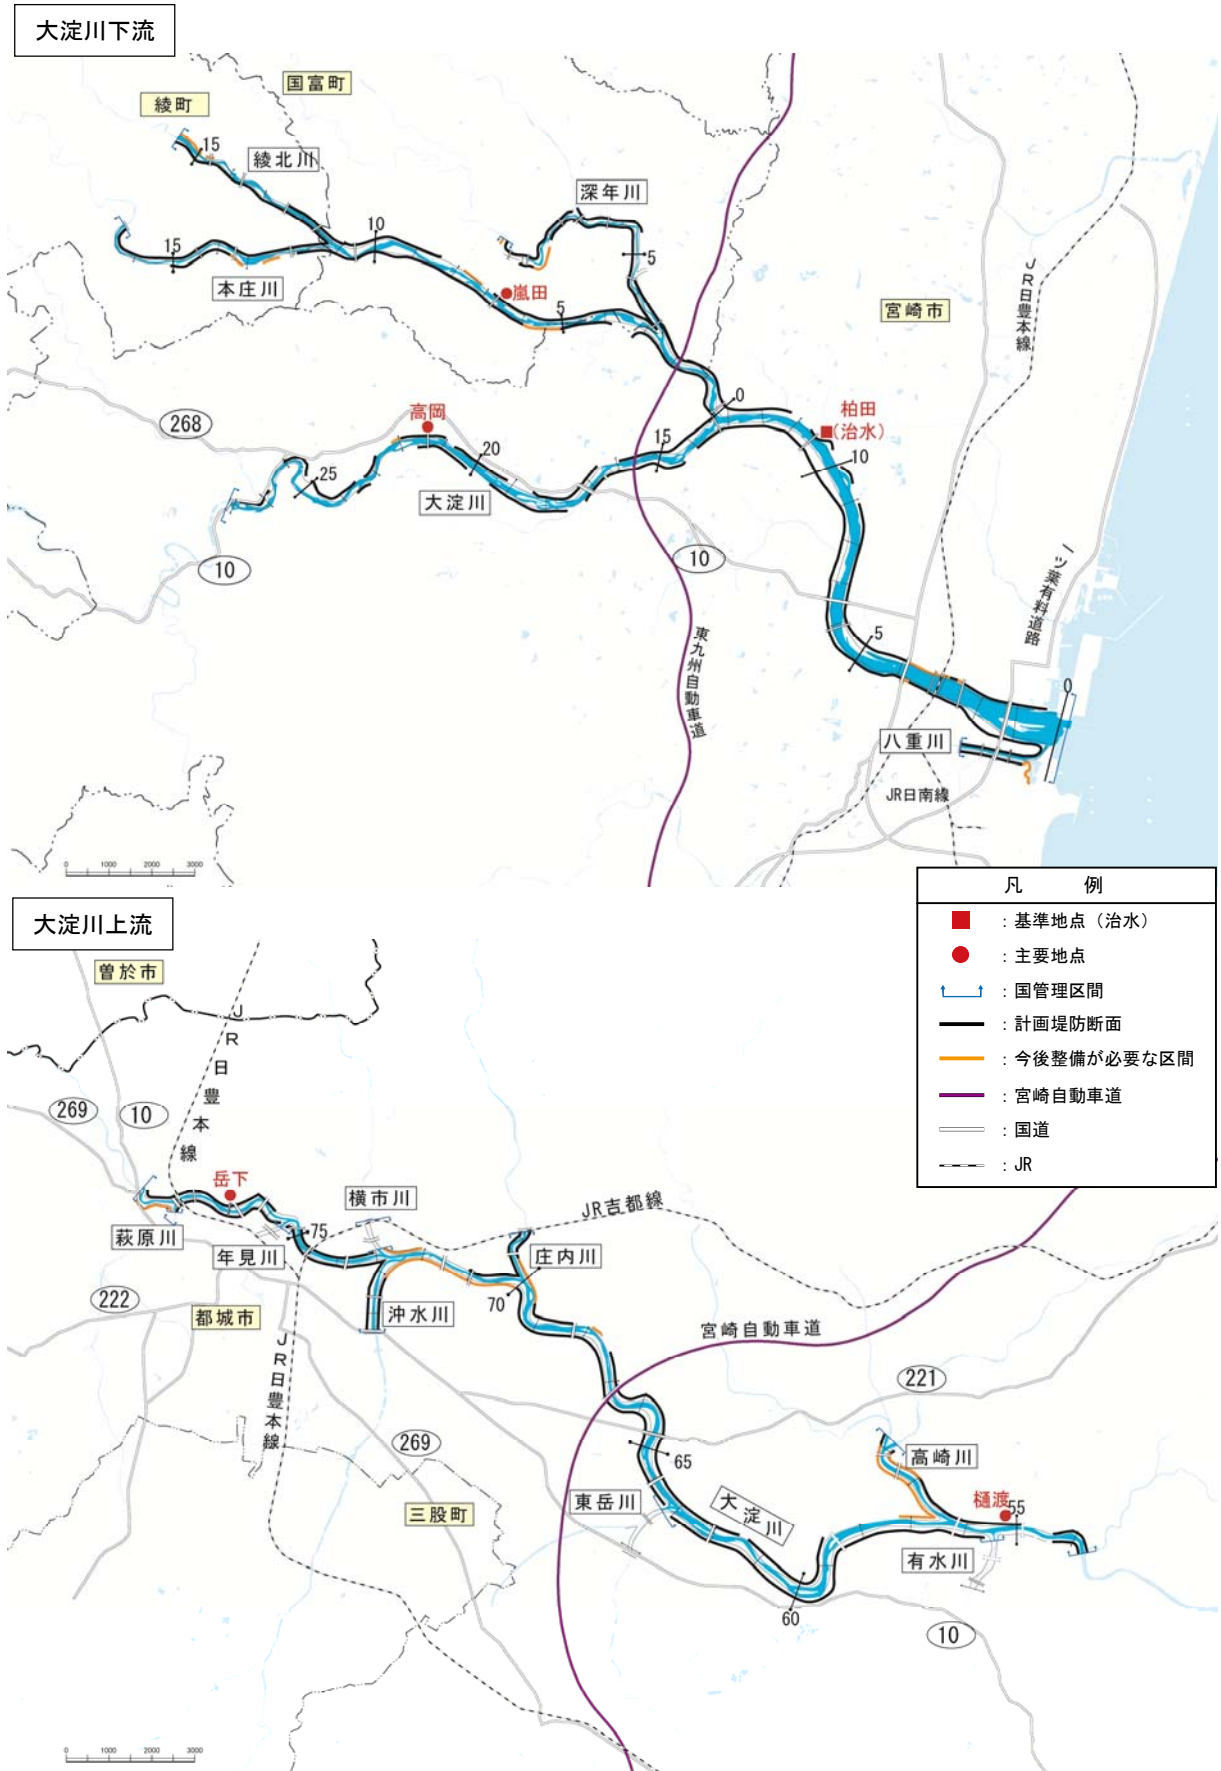 大淀川下流
国富町
綾町
15
綾北川
深年川
10
15
5
本庄川
嵐田
5
JR日豊本線
宮崎市
0
柏田
(治水)
高岡
268
15
20
10
25
大淀川
10
10
一ツ葉有料道路
東九州自動車道
5
0
八重川
JR日南線
0 1000 2000 3000
凡 例
：基準地点（治水）
：主要地点
：国管理区間
：計画堤防断面
：今後整備が必要な区間
：宮崎自動車道
：国道
：JR
大淀川上流
曽於市
JR日豊本線
269
10
岳下
横市川
JR吉都線
萩原川
年見川
75
庄内川
222
都城市
沖水川
70
宮崎自動車道
JR日豊本線
221
269
65
高崎川
三股町
東岳川
大淀川
樋渡
55
有水川
60
10
0 1000 2000 3000